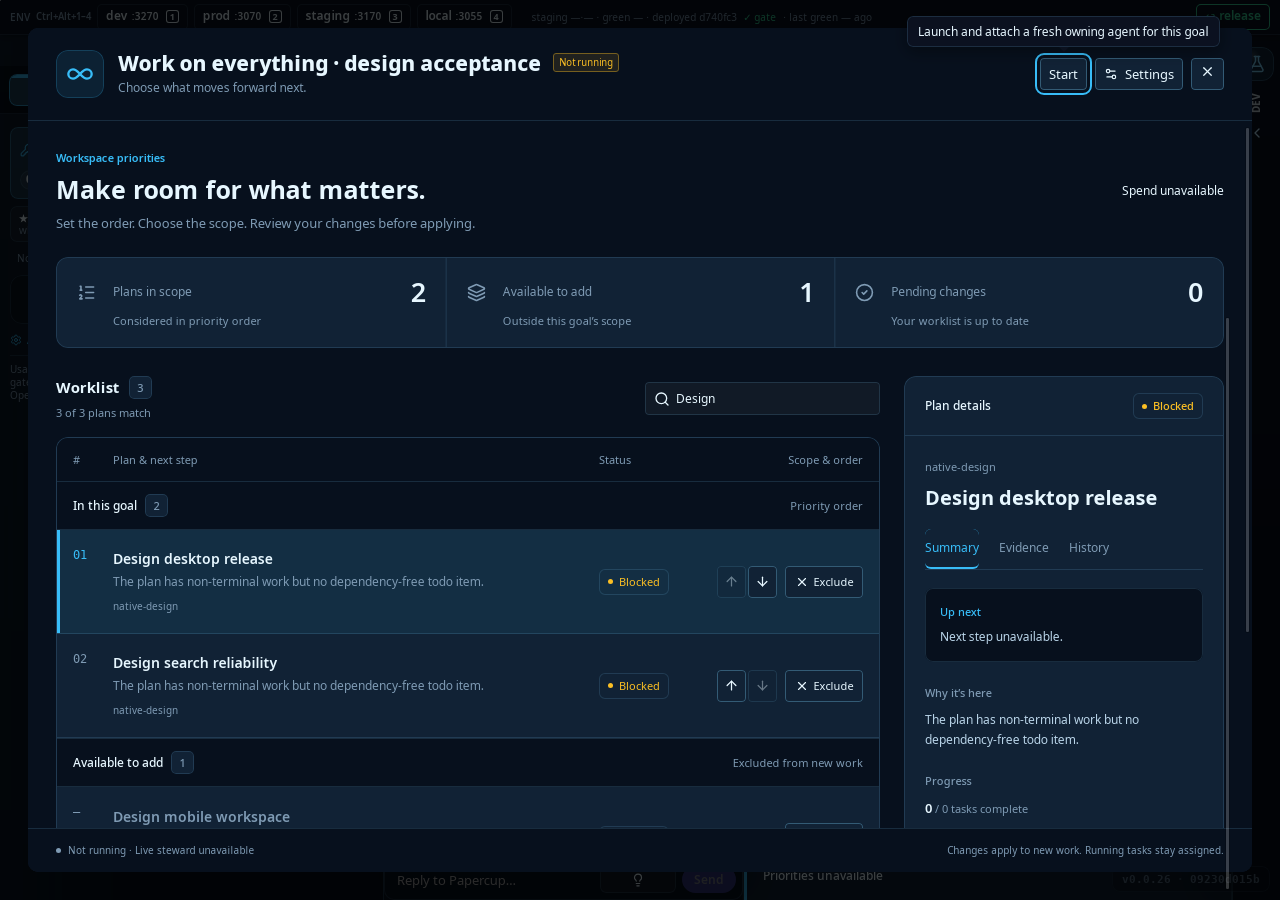 ENV Ctrl+Alt+1–4 dev :3270 1 prod :3070 2 staging :3170 3 local :3055 4 staging — — · green — · deployed d740fc3 ✓ gate · last green — ago release
Launch and attach a fresh owning agent for this goal
Work on everything · design acceptance Not running
Choose what moves forward next.
Start Settings
DEV
Workspace priorities
Make room for what matters.
Spend unavailable
Set the order. Choose the scope. Review your changes before applying.
Plans in scope 2
Considered in priority order
Available to add 1
Outside this goal's scope
Pending changes 0
Your worklist is up to date
Worklist 3
3 of 3 plans match
Design
# Plan & next step Status Scope & order
In this goal 2 Priority order
01 Design desktop release
The plan has non-terminal work but no dependency-free todo item.
native-design
Blocked
Exclude
02 Design search reliability
The plan has non-terminal work but no dependency-free todo item.
native-design
Blocked
Exclude
Available to add 1 Excluded from new work
— Design mobile workspace
Plan details Blocked
native-design
Design desktop release
Summary Evidence History
Up next
Next step unavailable.
Why it's here
The plan has non-terminal work but no
dependency-free todo item.
Progress
0 / 0 tasks complete
Not running · Live steward unavailable
Changes apply to new work. Running tasks stay assigned.
Reply to Papercup... Send
Priorities unavailable